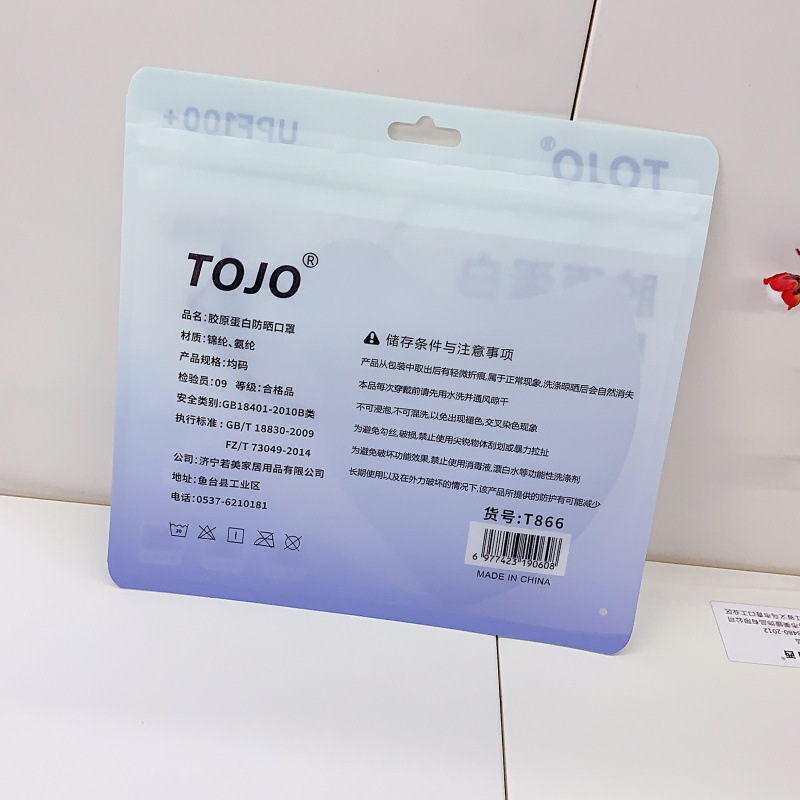 UPF100+
TOJO®
胶原蛋白
TOJO®
品名:胶原蛋白防晒口罩
材质:锦纶、氨纶
产品规格:均码
检验员:09 等级:合格品
安全类别:GB18401-2010B类
执行标准:GB/T 18830-2009
FZ/T 73049-2014
公司:济宁若美家居用品有限公司
地址:鱼台县工业区
电话:0537-6210181
30
储存条件与注意事项
产品从包装中取出后有轻微折痕,属于正常现象,洗涤晾晒后会自然消失
本品每次穿戴前请先用水洗并通风晾干
不可浸泡,不可混洗,以免出现褪色,交叉染色现象
为避免勾丝,破损,禁止使用尖锐物体刮划或暴力拉扯
为避免破坏功能效果,禁止使用消毒液,漂白水等功能性洗涤剂
长期使用以及在外力破坏的情况下,该产品所提供的防护有可能减少
货号:T866
6 977423 190608
MADE IN CHINA